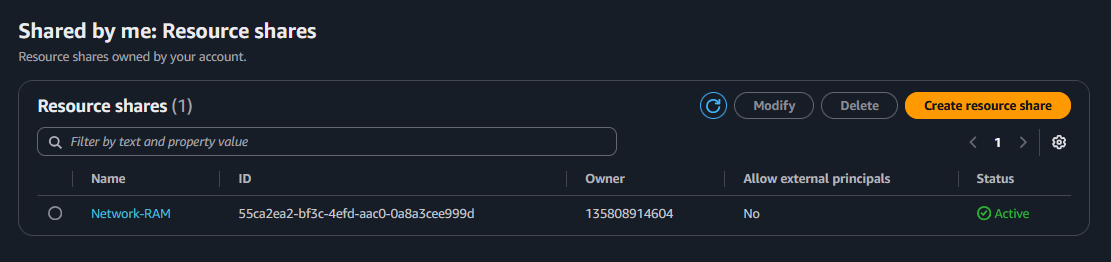 Shared by me: Resource shares
Resource shares owned by your account.
Resource shares (1)
Modify
Delete
Create resource share
Filter by text and property value
1
Name ID Owner Allow external principals Status
Network-RAM 55ca2ea2-bf3c-4efd-aac0-0a8a3cee999d 135808914604 No Active